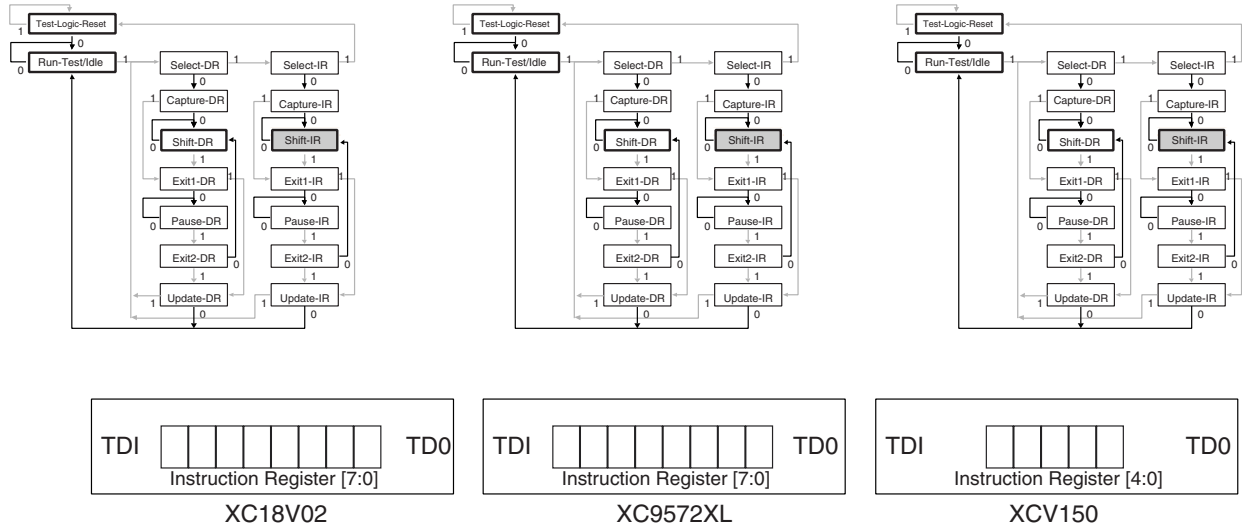 Test-Logic-Reset
1 0
Run-Test/Idle 1 Select-DR 1 Select-IR 1
0 0 0
1 Capture-DR 1 Capture-IR
0 0
Shift-DR Shift-IR
0 1 0 1
Exit1-DR Exit1-IR 1
0 0
Pause-DR Pause-IR
0 1 0 1
Exit2-DR Exit2-IR
0 0
1 1
Update-DR Update-IR
1 0 1 0
Test-Logic-Reset
1 0
Run-Test/Idle 1 Select-DR 1 Select-IR 1
0 0 0
1 Capture-DR 1 Capture-IR
0 0
Shift-DR Shift-IR
0 1 0 1
Exit1-DR Exit1-IR 1
0 0
Pause-DR Pause-IR
0 1 0 1
Exit2-DR Exit2-IR
0 0
1 1
Update-DR Update-IR
1 0 1 0
Test-Logic-Reset
1 0
Run-Test/Idle 1 Select-DR 1 Select-IR 1
0 0 0
1 Capture-DR 1 Capture-IR
0 0
Shift-DR Shift-IR
0 1 0 1
Exit1-DR Exit1-IR 1
0 0
Pause-DR Pause-IR
0 1 0 1
Exit2-DR Exit2-IR
0 0
1 1
Update-DR Update-IR
1 0 1 0
TDI TD0
Instruction Register [7:0]
XC18V02
TDI TD0
Instruction Register [7:0]
XC9572XL
TDI TD0
Instruction Register [4:0]
XCV150